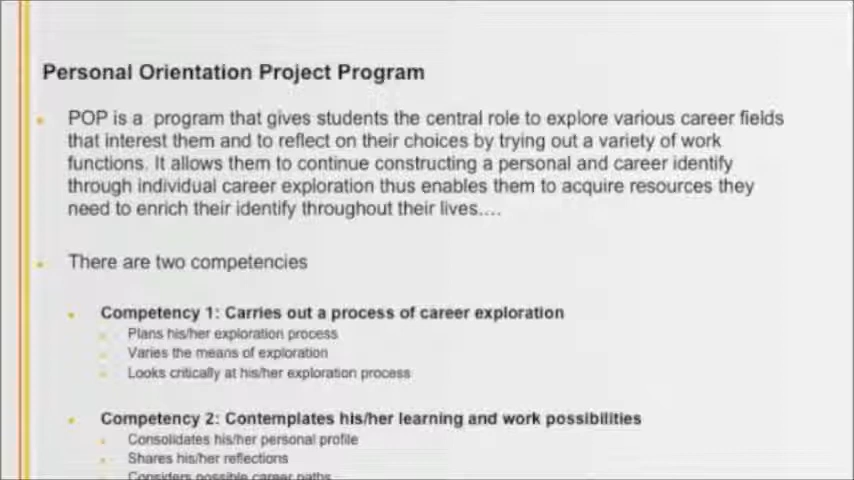 Personal Orientation Project Program
POP is a program that gives students the central role to explore various career fields
that interest them and to reflect on their choices by trying out a variety of work
functions. It allows them to continue constructing a personal and career identify
through individual career exploration thus enables them to acquire resources they
need to enrich their identify throughout their lives....
There are two competencies
Competency 1: Carries out a process of career exploration
Plans his/her exploration process
Varies the means of exploration
Looks critically at his/her exploration process
Competency 2: Contemplates his/her learning and work possibilities
Consolidates his/her personal profile
Shares his/her reflections
Considers possible career paths